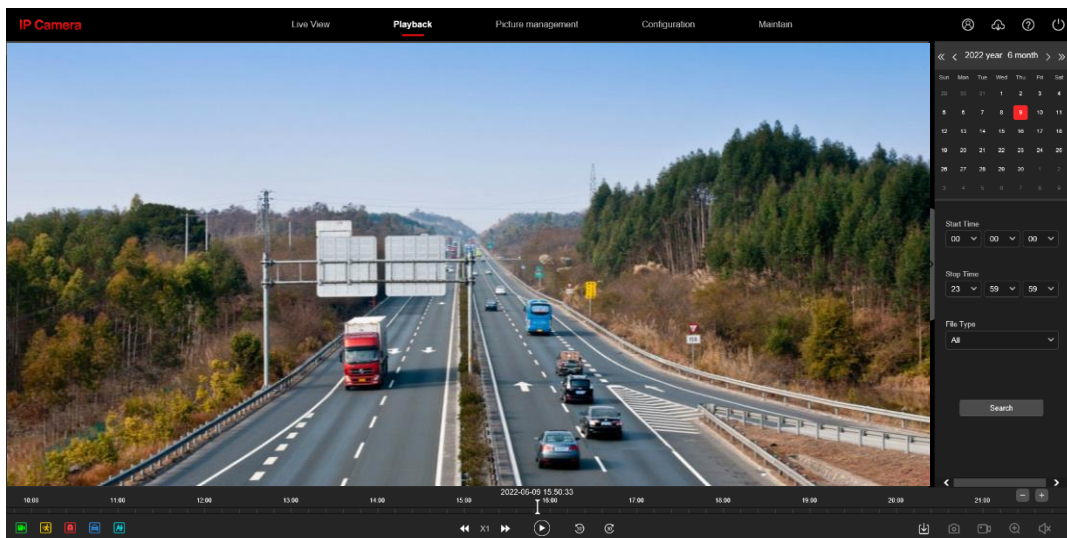 IP Camera
Live View
Playback
Picture management
Configuration
Maintain
2022 year 6 month
Sun Mon Tue Wed Thu Fri Sat
29 30 31 1 2 3 4
5 6 7 8 9 10 11
12 13 14 15 16 17 18
19 20 21 22 23 24 25
26 27 28 29 30 1 2
3 4 5 6 7 8 9
Start Time
00 00 00
Stop Time
23 59 59
File Type
All
Search
2022-06-09 15:50:33
10:00 11:00 12:00 13:00 14:00 15:00 16:00 17:00 18:00 19:00 20:00 21:00
X1